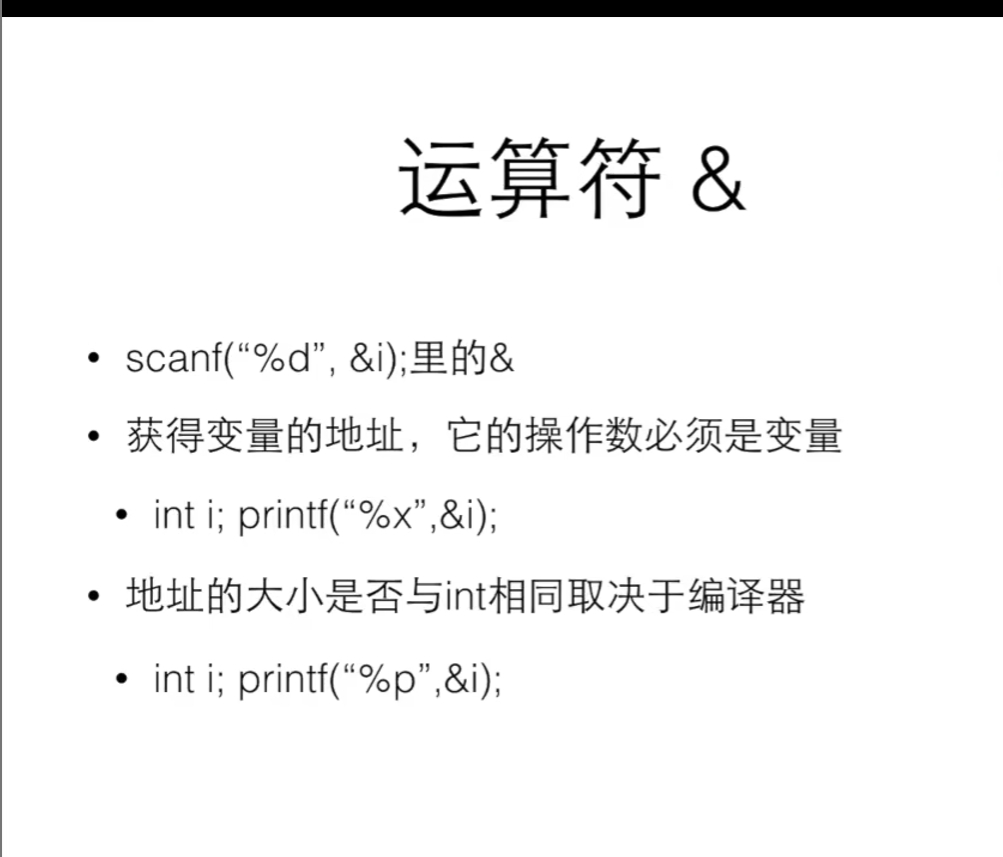 运算符 &
• scanf(“%d”, &i);里的&
• 获得变量的地址，它的操作数必须是变量
• int i; printf(“%x”,&i);
• 地址的大小是否与int相同取决于编译器
• int i; printf(“%p”,&i);